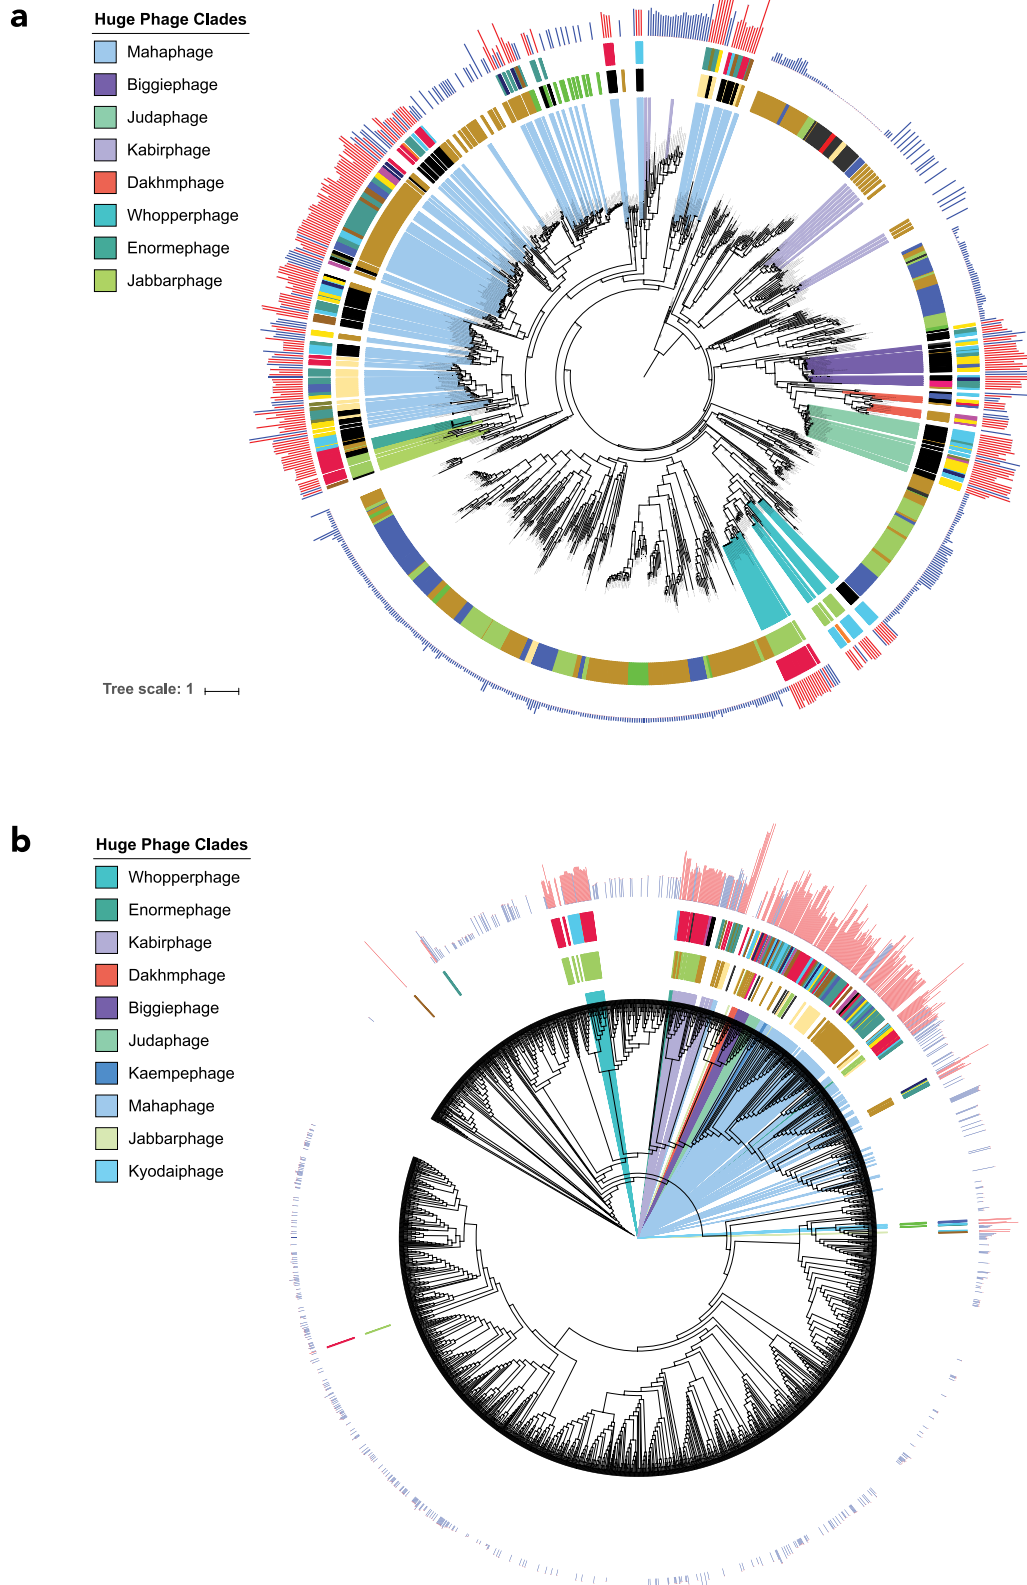 a
Huge Phage Clades
Mahaphage
Biggiephage
Judaphage
Kabirphage
Dakhmphage
Whopperphage
Enormephage
Jabbarphage
Tree scale: 1
b
Huge Phage Clades
Whopperphage
Enormephage
Kabirphage
Dakhmphage
Biggiephage
Judaphage
Kaempephage
Mahaphage
Jabbarphage
Kyodaiphage